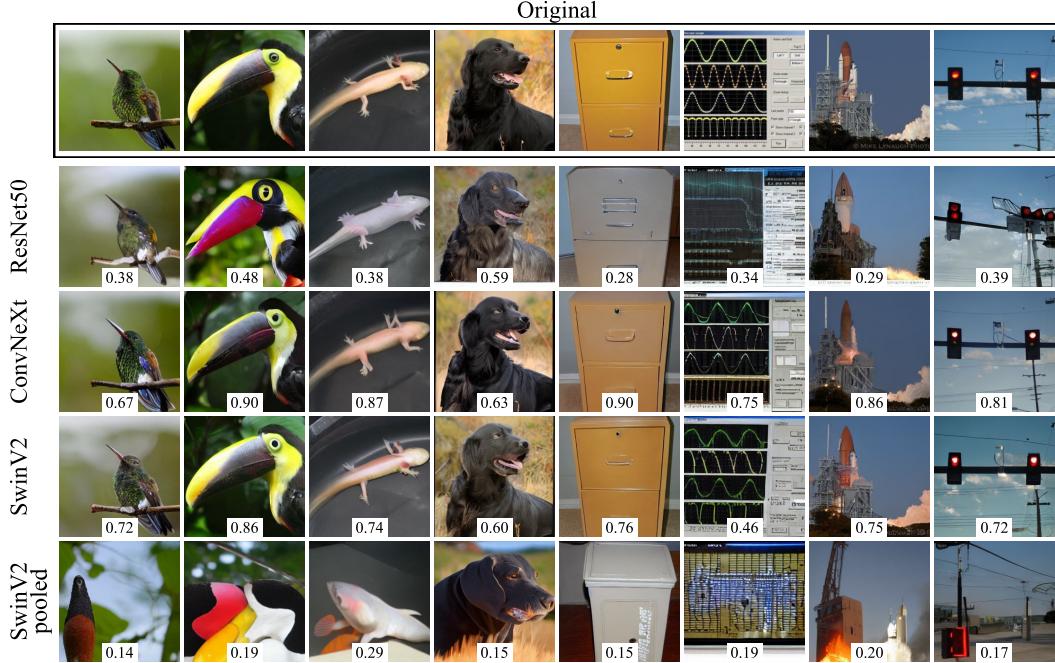 Original
© MIKE LYNAUGH PHOTO
ResNet50
0.38 0.48 0.38 0.59 0.28 0.34 0.29 0.39
ConvNeXt
0.67 0.90 0.87 0.63 0.90 0.75 0.86 0.81
SwinV2
0.72 0.86 0.74 0.60 0.76 0.46 0.75 0.72
SwinV2
pooled
0.14 0.19 0.29 0.15 0.15 0.19 0.20 0.17